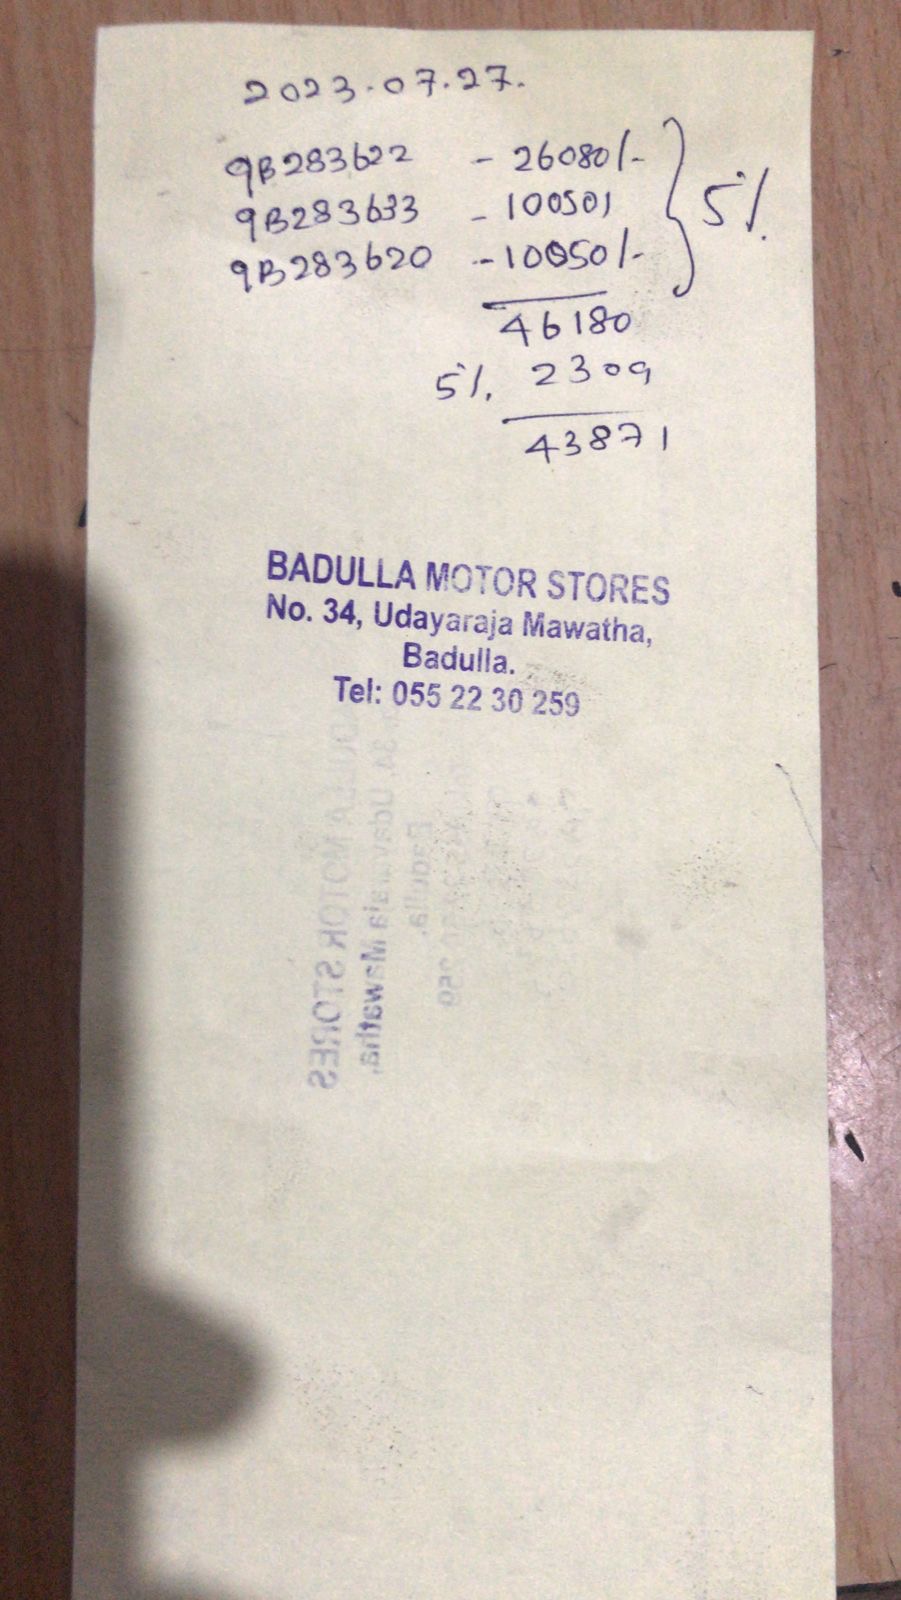 2023.07.27.
9B283622 - 26080/-
9B283633 - 10050/
9B283620 - 10050/-
5%
46180
5% 2309
43871
BADULLA MOTOR STORES
No. 34, Udayaraja Mawatha,
Badulla.
Tel: 055 22 30 259